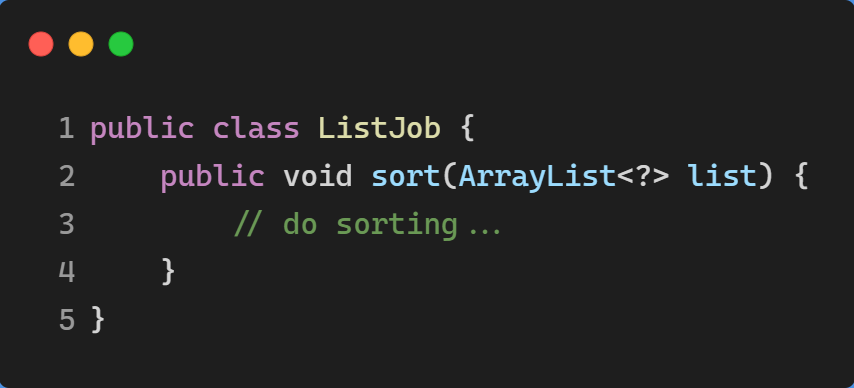 1 public class ListJob {
2     public void sort(ArrayList<?> list) {
3         // do sorting...
4     }
5 }